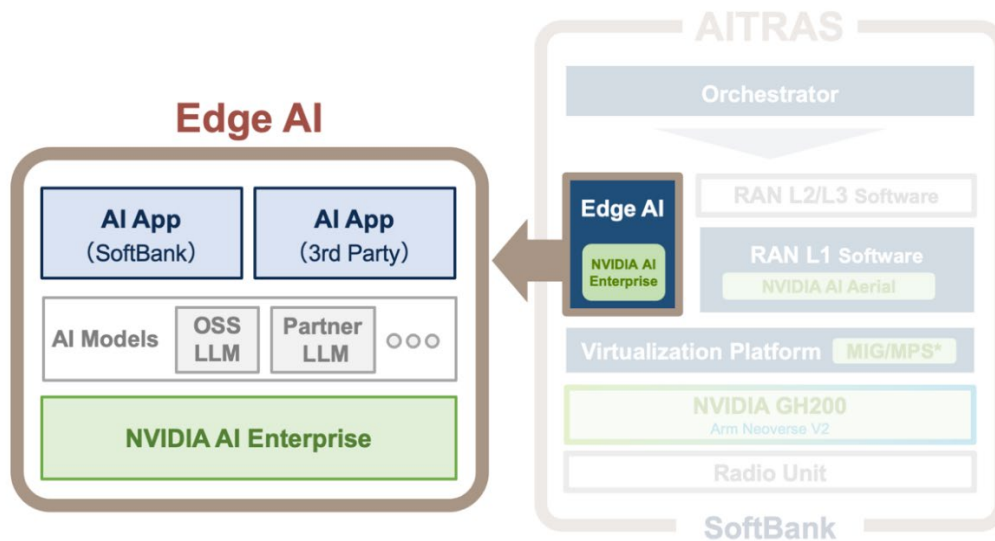 Edge AI
AI App
（SoftBank）
AI App
（3rd Party）
AI Models
OSS
LLM
Partner
LLM
NVIDIA AI Enterprise
AITRAS
Orchestrator
Edge AI
NVIDIA AI
Enterprise
RAN L2/L3 Software
RAN L1 Software
NVIDIA AI Aerial
Virtualization Platform
MIG/MPS*
NVIDIA GH200
Arm Neoverse V2
Radio Unit
SoftBank